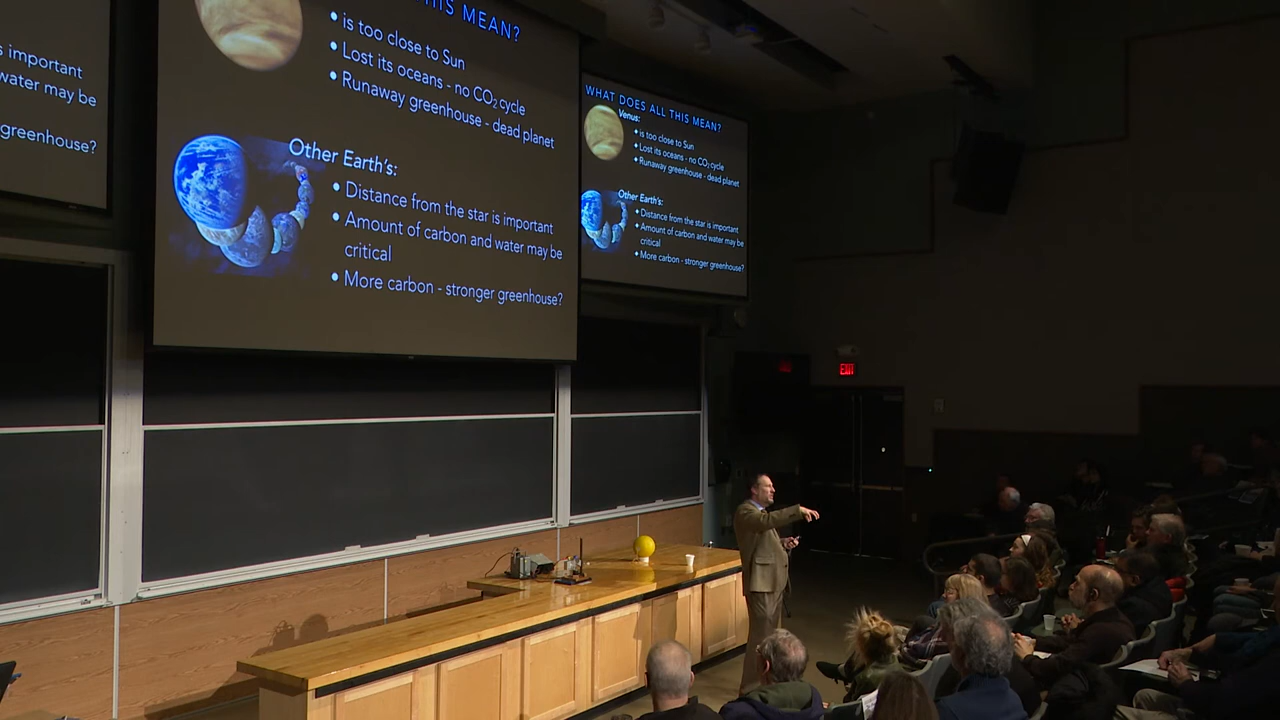 s important
water may be
greenhouse?
THIS MEAN?
• is too close to Sun
• Lost its oceans - no CO₂ cycle
• Runaway greenhouse - dead planet
Other Earth's:
• Distance from the star is important
• Amount of carbon and water may be
critical
• More carbon - stronger greenhouse?
WHAT DOES ALL THIS MEAN?
Venus:
• is too close to Sun
• Lost its oceans - no CO₂ cycle
• Runaway greenhouse - dead planet
Other Earth's:
• Distance from the star is important
• Amount of carbon and water may be
critical
• More carbon - stronger greenhouse?
EXIT